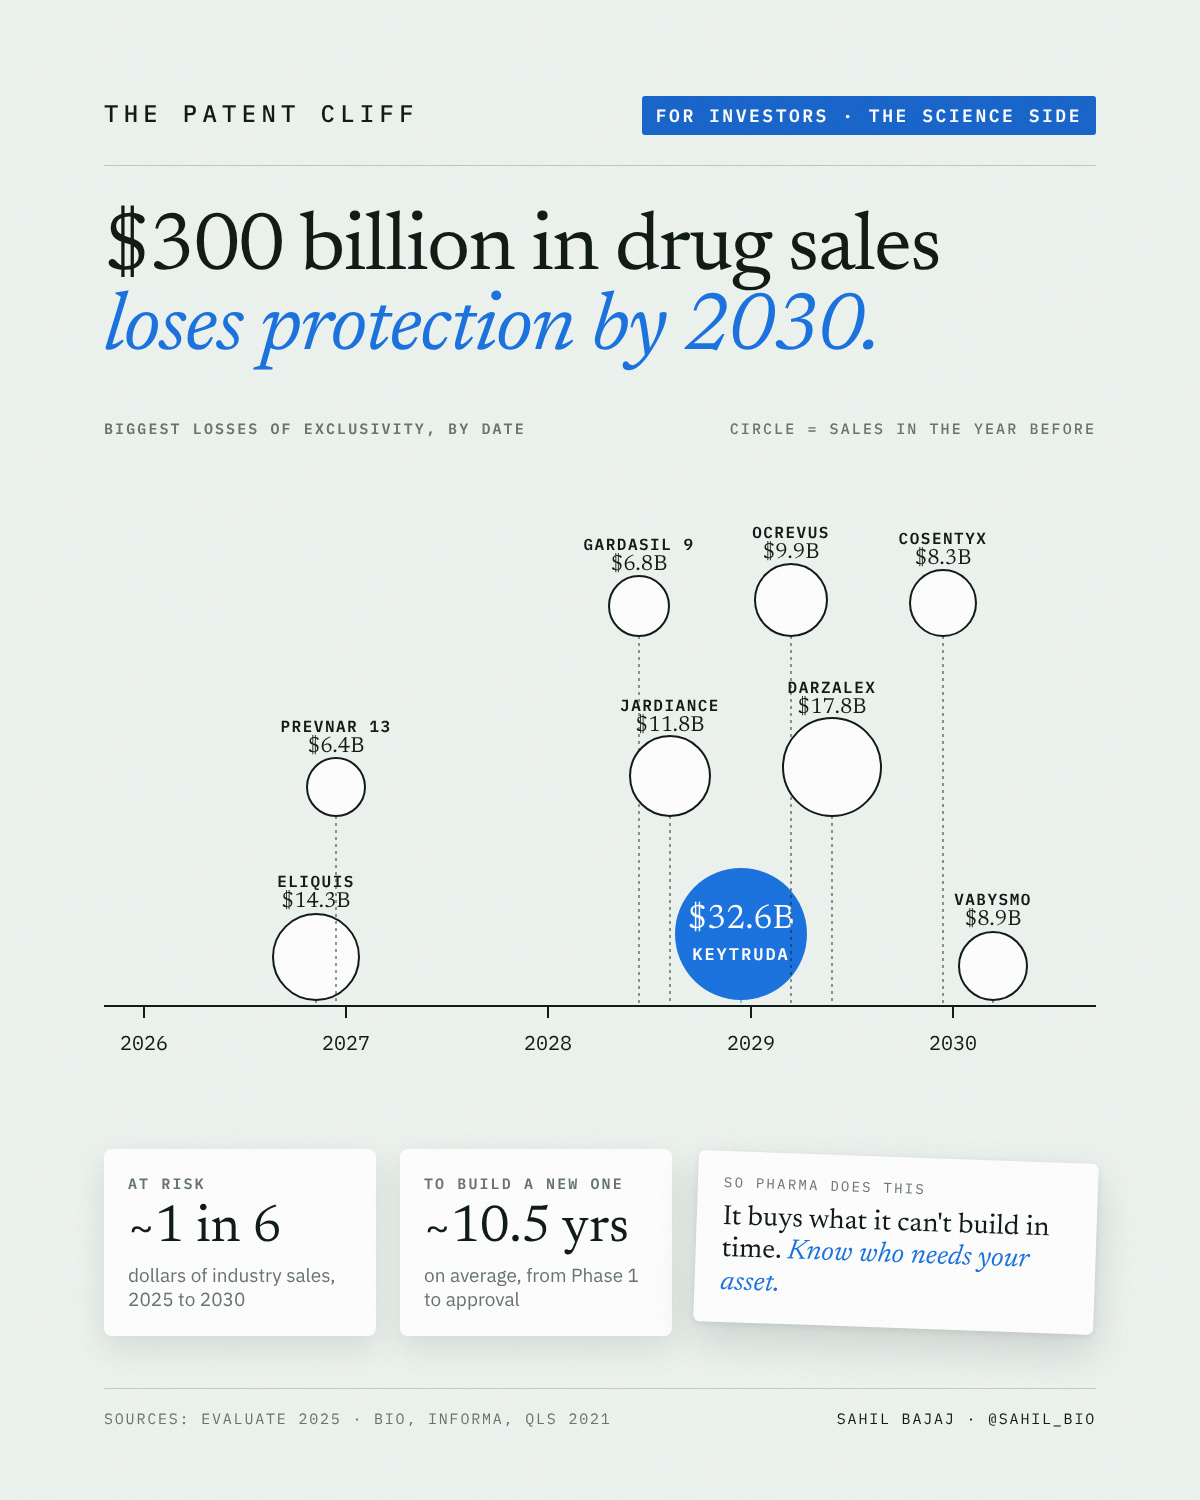 THE PATENT CLIFF
FOR INVESTORS · THE SCIENCE SIDE
$300 billion in drug sales
loses protection by 2030.
BIGGEST LOSSES OF EXCLUSIVITY, BY DATE
CIRCLE = SALES IN THE YEAR BEFORE
GARDASIL 9
$6.8B
OCREVUS
$9.9B
COSENTYX
$8.3B
PREVNAR 13
$6.4B
JARDIANCE
$11.8B
DARZALEX
$17.8B
ELIQUIS
$14.3B
$32.6B
KEYTRUDA
VABYSMO
$8.9B
2026
2027
2028
2029
2030
AT RISK
~1 in 6
dollars of industry sales,
2025 to 2030
TO BUILD A NEW ONE
~10.5 yrs
on average, from Phase 1
to approval
SO PHARMA DOES THIS
It buys what it can't build in
time. Know who needs your
asset.
SOURCES: EVALUATE 2025 · BIO, INFORMA, QLS 2021
SAHIL BAJAJ · @SAHIL_BIO